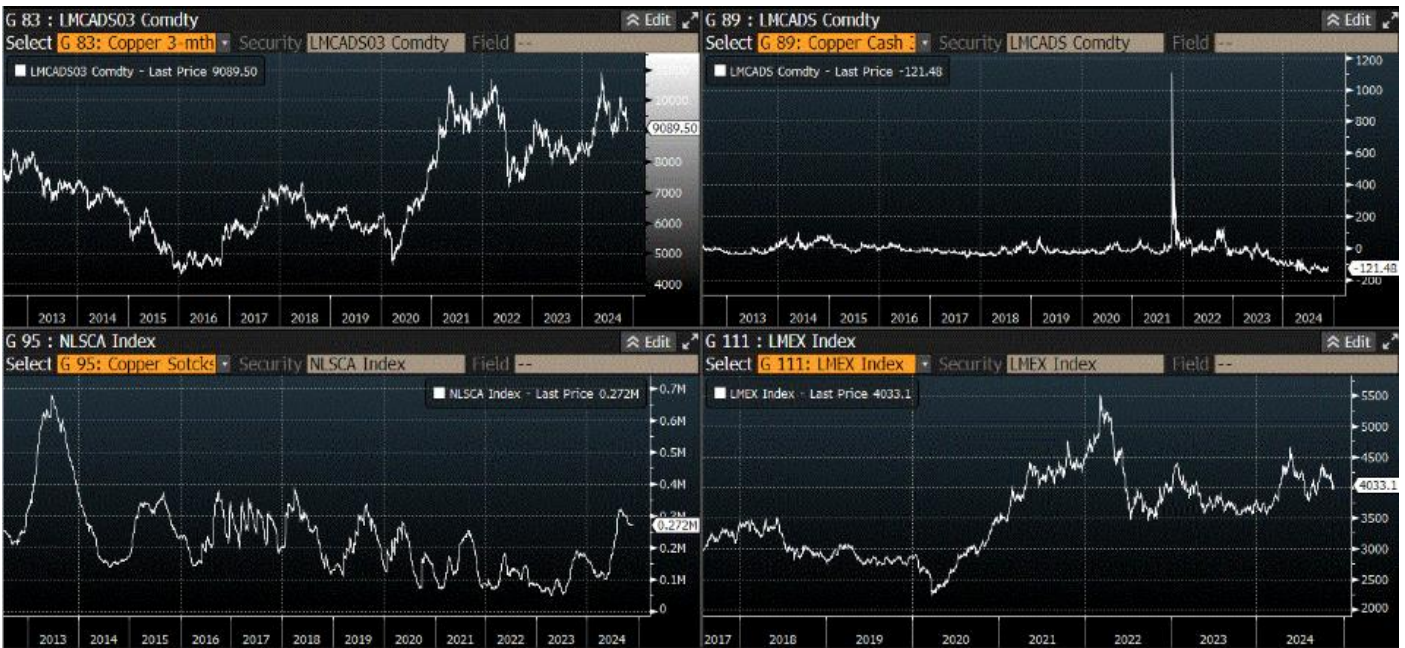 G 83 : LMCADS03 Comdty
Edit
Select G 83: Copper 3-mth Security LMCADS03 Comdty Field --
LMCADS03 Comdty - Last Price 9089.50
10000
9089.50
8000
7000
6000
5000
4000
2013 2014 2015 2016 2017 2018 2019 2020 2021 2022 2023 2024
G 89 : LMCADS Comdty
Edit
Select G 89: Copper Cash Security LMCADS Comdty Field --
LMCADS Comdty - Last Price -121.48
1200
1000
800
600
400
200
0
-121.48
-200
2013 2014 2015 2016 2017 2018 2019 2020 2021 2022 2023 2024
G 95 : NLSCA Index
Edit
Select G 95: Copper Sotcks Security NLSCA Index Field --
NLSCA Index - Last Price 0.272M
0.7M
0.6M
0.5M
0.4M
0.272M
0.2M
0.1M
0
2013 2014 2015 2016 2017 2018 2019 2020 2021 2022 2023 2024
G 111 : LMEX Index
Edit
Select G 111: LMEX Index Security LMEX Index Field --
LMEX Index - Last Price 4033.1
5500
5000
4500
4033.1
3500
3000
2500
2000
2017 2018 2019 2020 2021 2022 2023 2024